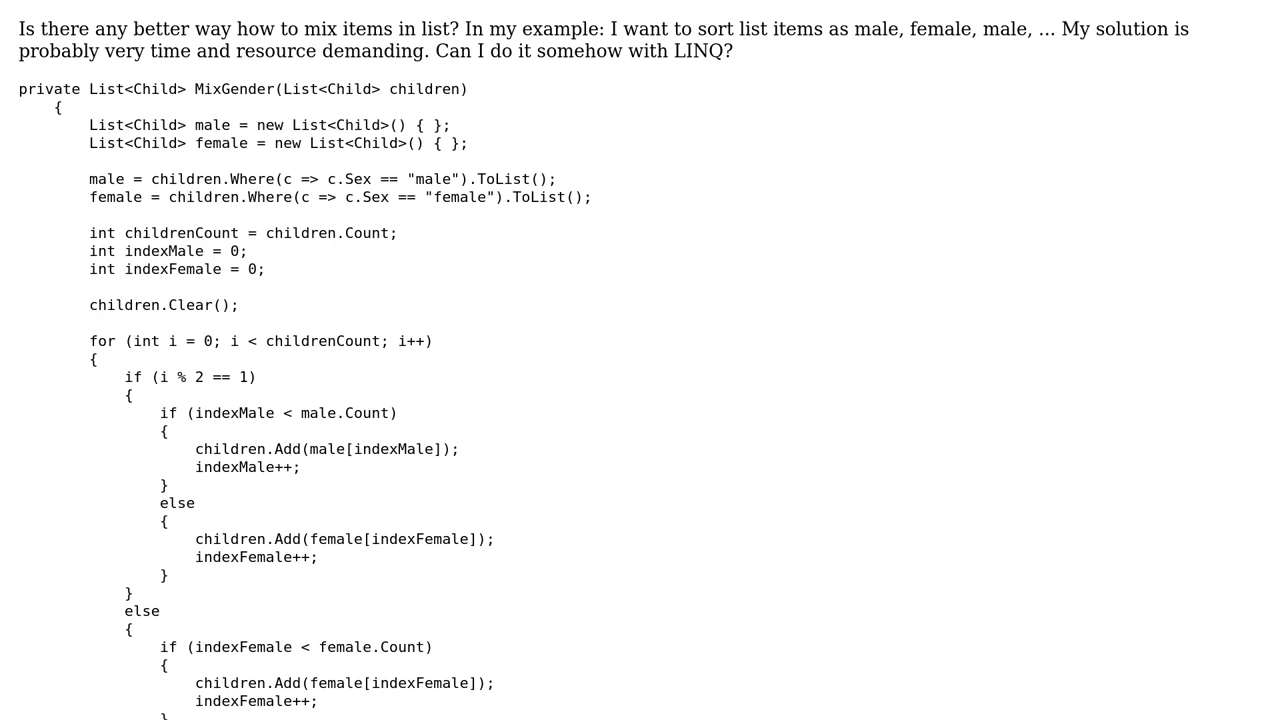 Is there any better way how to mix items in list? In my example: I want to sort list items as male, female, male, ... My solution is
probably very time and resource demanding. Can I do it somehow with LINQ?
private List<Child> MixGender(List<Child> children)
    {
        List<Child> male = new List<Child>() { };
        List<Child> female = new List<Child>() { };

        male = children.Where(c => c.Sex == "male").ToList();
        female = children.Where(c => c.Sex == "female").ToList();

        int childrenCount = children.Count;
        int indexMale = 0;
        int indexFemale = 0;

        children.Clear();

        for (int i = 0; i < childrenCount; i++)
        {
            if (i % 2 == 1)
            {
                if (indexMale < male.Count)
                {
                    children.Add(male[indexMale]);
                    indexMale++;
                }
                else
                {
                    children.Add(female[indexFemale]);
                    indexFemale++;
                }
            }
            else
            {
                if (indexFemale < female.Count)
                {
                    children.Add(female[indexFemale]);
                    indexFemale++;
                }